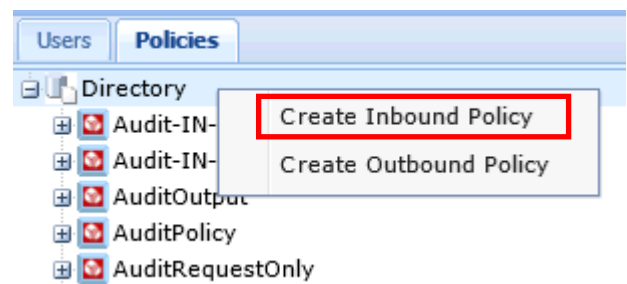 Users Policies
Directory
Create Inbound Policy
Audit-IN-
Create Outbound Policy
Audit-IN-
AuditOutput
AuditPolicy
AuditRequestOnly